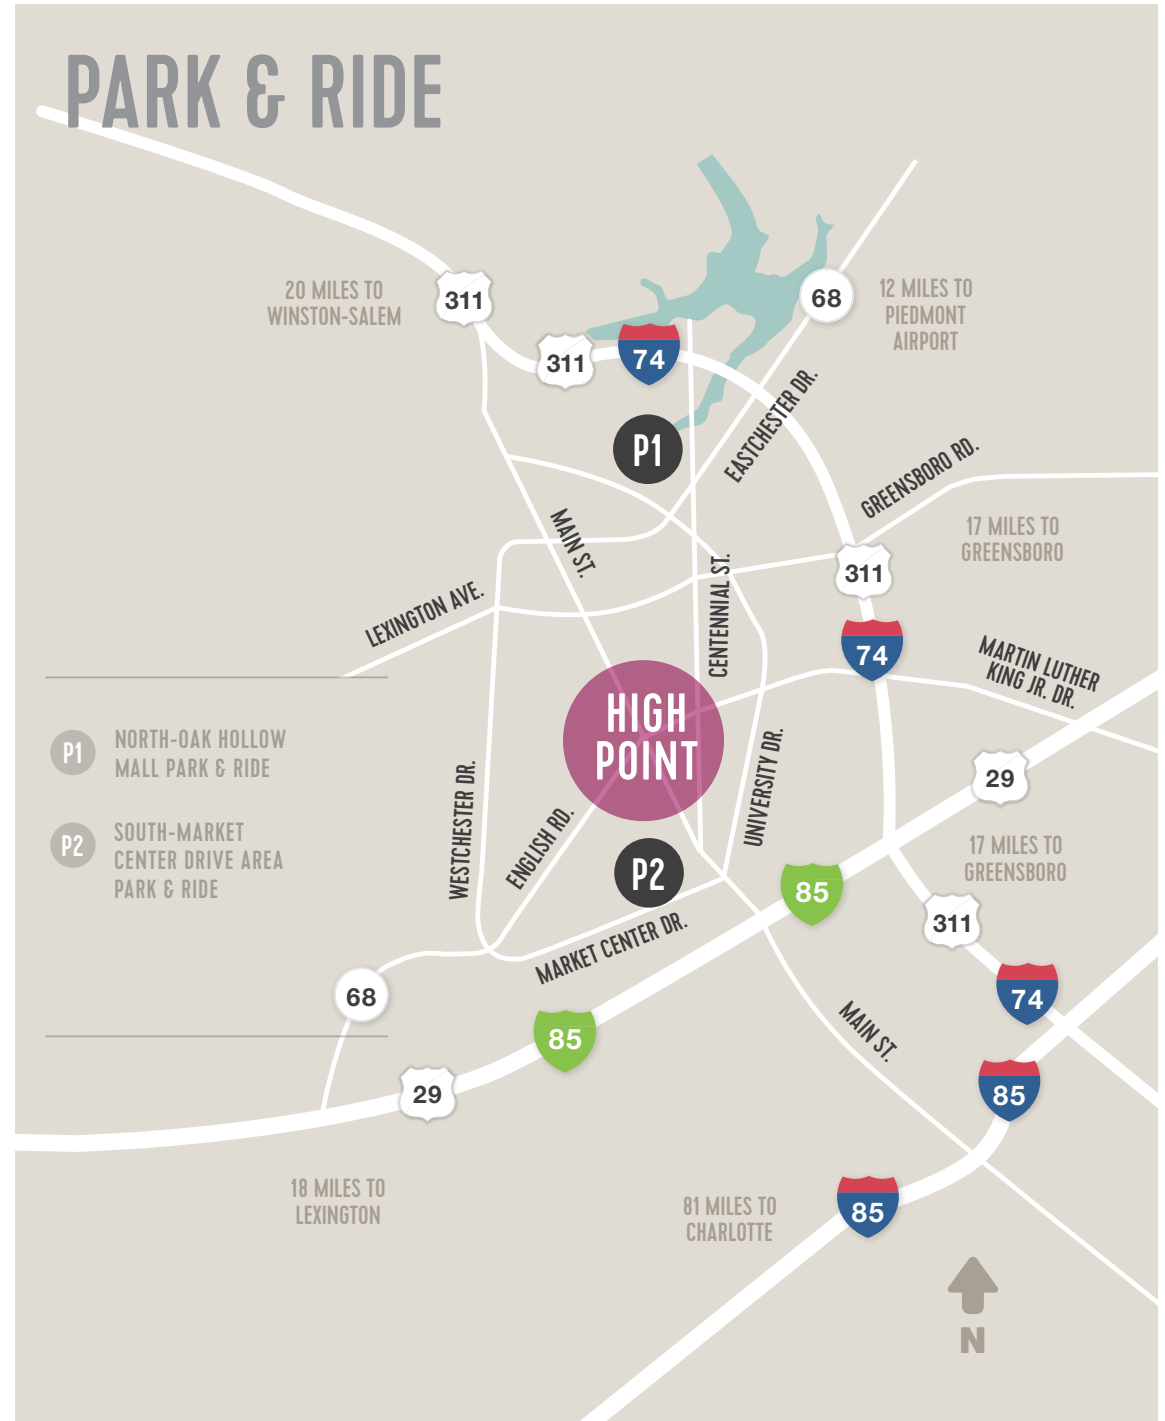 PARK & RIDE
20 MILES TO
WINSTON-SALEM
311
311
74
68
12 MILES TO
PIEDMONT
AIRPORT
P1
EASTCHESTER DR.
GREENSBORO RD.
17 MILES TO
GREENSBORO
MAIN ST.
CENTENNIAL ST.
311
LEXINGTON AVE.
74
MARTIN LUTHER
KING JR. DR.
HIGH
POINT
P1
NORTH-OAK HOLLOW
MALL PARK & RIDE
29
WESTCHESTER DR.
ENGLISH RD.
UNIVERSITY DR.
P2
SOUTH-MARKET
CENTER DRIVE AREA
PARK & RIDE
P2
17 MILES TO
GREENSBORO
85
311
MARKET CENTER DR.
68
74
85
MAIN ST.
29
85
18 MILES TO
LEXINGTON
81 MILES TO
CHARLOTTE
85
N